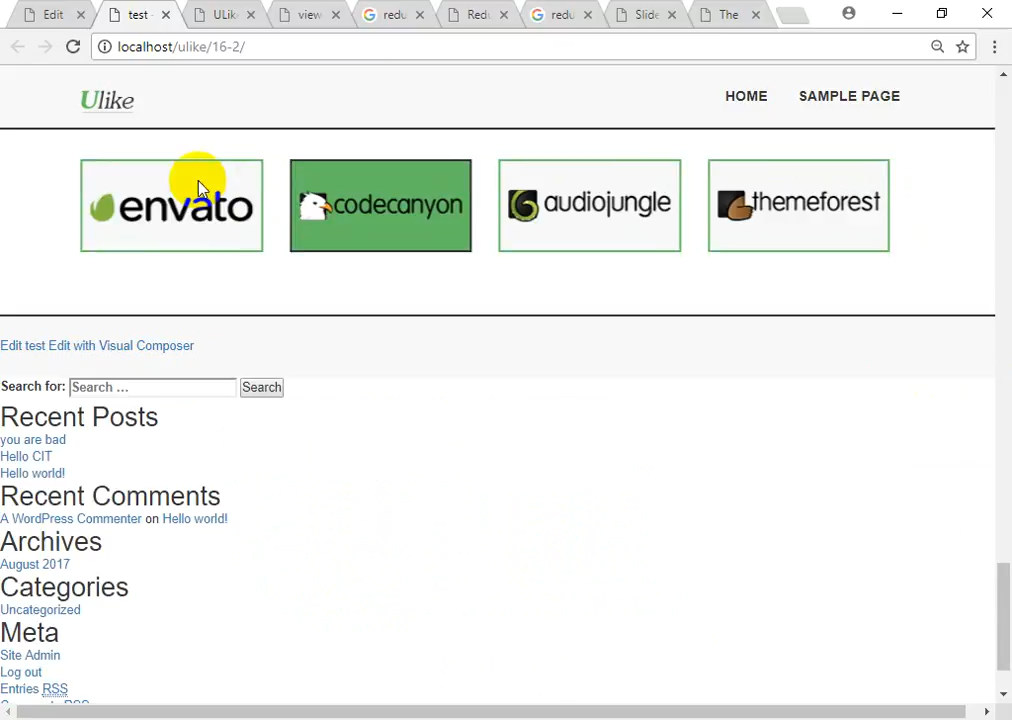 Edit
test -
ULik
view
redu
Redu
redu
Slide
The
localhost/ulike/16-2/
Ulike
HOME
SAMPLE PAGE
envato
codecanyon
audiojungle
themeforest
Edit test Edit with Visual Composer
Search for: Search ... Search
Recent Posts
you are bad
Hello CIT
Hello world!
Recent Comments
A WordPress Commenter on Hello world!
Archives
August 2017
Categories
Uncategorized
Meta
Site Admin
Log out
Entries RSS